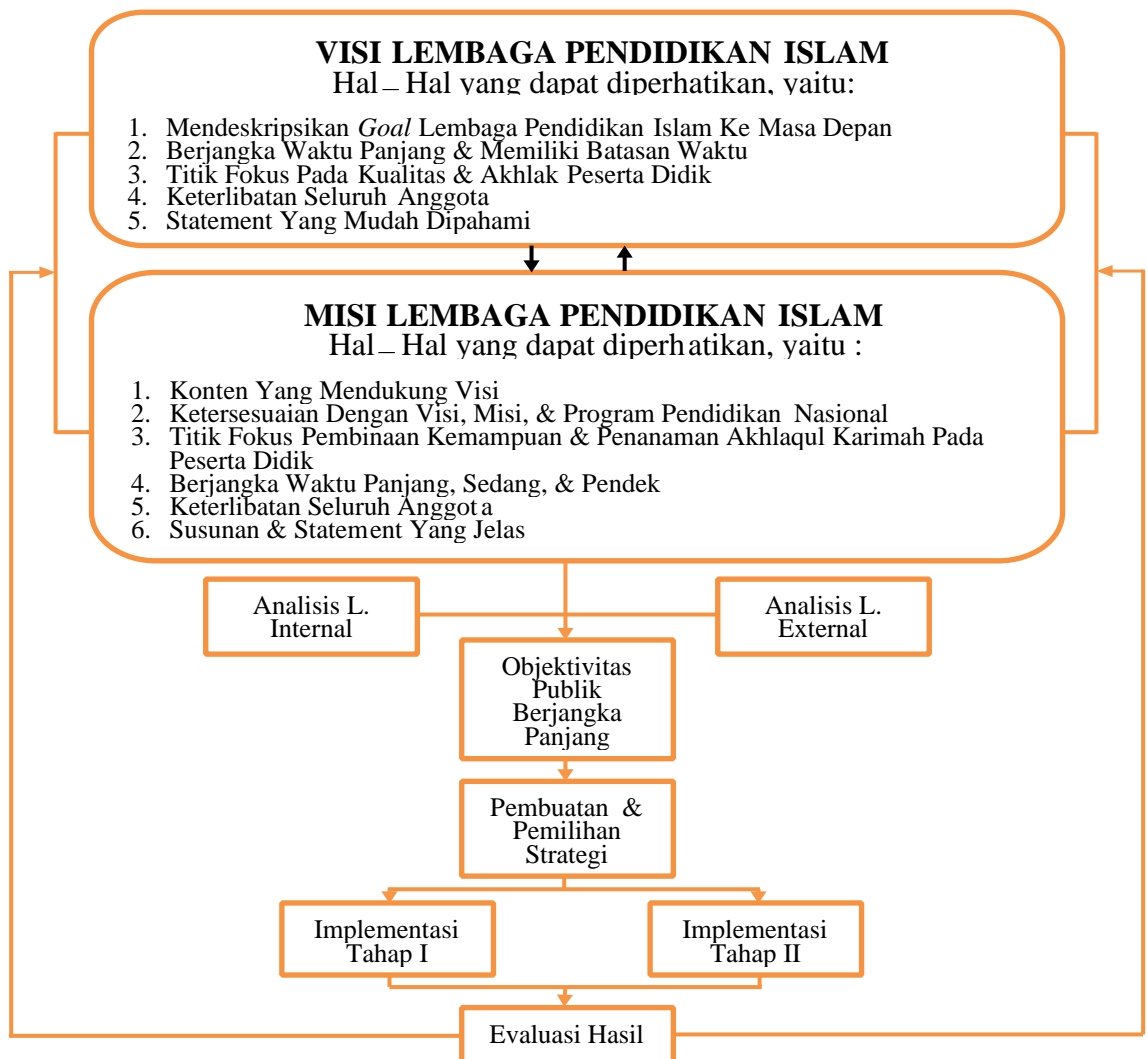 VISI LEMBAGA PENDIDIKAN ISLAM
Hal – Hal yang dapat diperhatikan, yaitu:
1. Mendeskripsikan Goal Lembaga Pendidikan Islam Ke Masa Depan
2. Berjangka Waktu Panjang & Memiliki Batasan Waktu
3. Titik Fokus Pada Kualitas & Akhlak Peserta Didik
4. Keterlibatan Seluruh Anggota
5. Statement Yang Mudah Dipahami
MISI LEMBAGA PENDIDIKAN ISLAM
Hal – Hal yang dapat diperhatikan, yaitu :
1. Konten Yang Mendukung Visi
2. Ketersesuaian Dengan Visi, Misi, & Program Pendidikan Nasional
3. Titik Fokus Pembinaan Kemampuan & Penanaman Akhlaqul Karimah Pada
Peserta Didik
4. Berjangka Waktu Panjang, Sedang, & Pendek
5. Keterlibatan Seluruh Anggota
6. Susunan & Statement Yang Jelas
Analisis L.
Internal
Analisis L.
External
Objektivitas
Publik
Berjangka
Panjang
Pembuatan &
Pemilihan
Strategi
Implementasi
Tahap I
Implementasi
Tahap II
Evaluasi Hasil